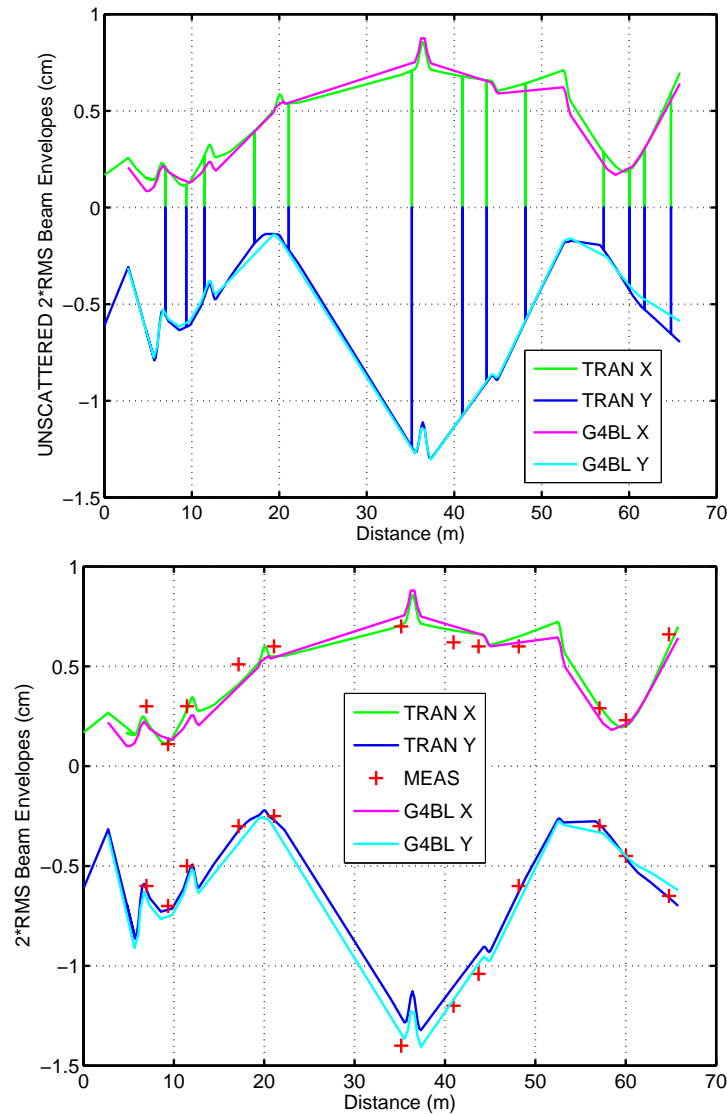 UNSCATTERED 2*RMS Beam Envelopes (cm)
1
0.5
0
−0.5
−1
−1.5
0 10 20 30 40 50 60 70
Distance (m)
TRAN X
TRAN Y
G4BL X
G4BL Y
2*RMS Beam Envelopes (cm)
1
0.5
0
−0.5
−1
−1.5
0 10 20 30 40 50 60 70
Distance (m)
TRAN X
TRAN Y
MEAS
G4BL X
G4BL Y